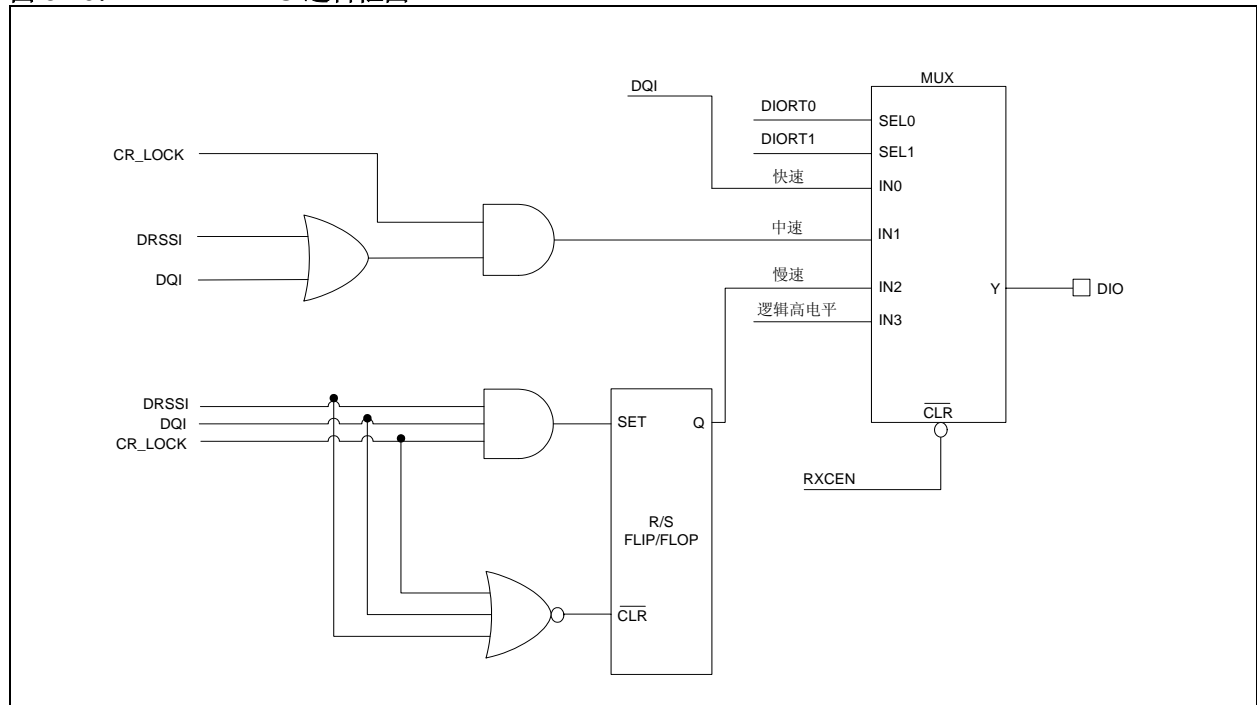 MUX
DQI
DIORT0
SEL0
DIORT1
SEL1
CR_LOCK
快速
IN0
中速
IN1
DRSSI
DQI
慢速
IN2
Y
DIO
逻辑高电平
IN3
DRSSI
DQI
CR_LOCK
SET
Q
CLR
RXCEN
R/S
FLIP/FLOP
CLR